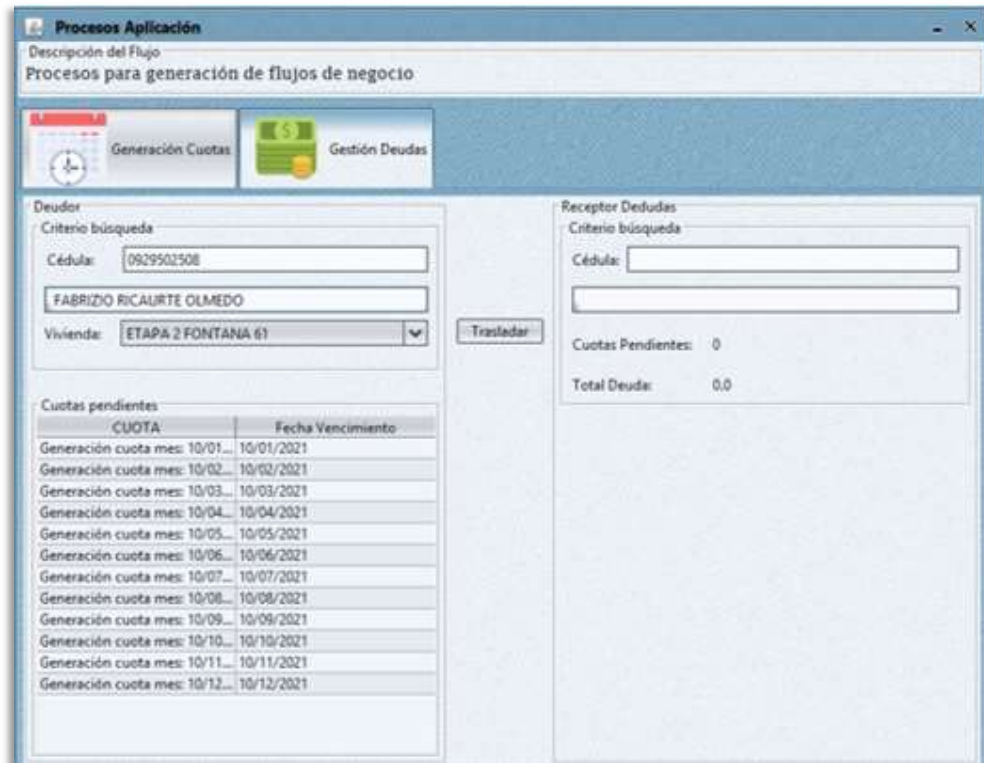 Procesos Aplicación
Descripción del Flujo
Procesos para generación de flujos de negocio
Generación Cuotas
Gestión Deudas
Deudor
Criterio búsqueda
Cédula: 0929502508
FABRIZIO RICAURTE OLMEDO
Vivienda: ETAPA 2 FONTANA 61
Trasladar
Receptor Dedudas
Criterio búsqueda
Cédula:
Cuotas Pendientes: 0
Total Deuda: 0.0
Cuotas pendientes
CUOTA Fecha Vencimiento
Generación cuota mes: 10/01... 10/01/2021
Generación cuota mes: 10/02... 10/02/2021
Generación cuota mes: 10/03... 10/03/2021
Generación cuota mes: 10/04... 10/04/2021
Generación cuota mes: 10/05... 10/05/2021
Generación cuota mes: 10/06... 10/06/2021
Generación cuota mes: 10/07... 10/07/2021
Generación cuota mes: 10/08... 10/08/2021
Generación cuota mes: 10/09... 10/09/2021
Generación cuota mes: 10/10... 10/10/2021
Generación cuota mes: 10/11... 10/11/2021
Generación cuota mes: 10/12... 10/12/2021